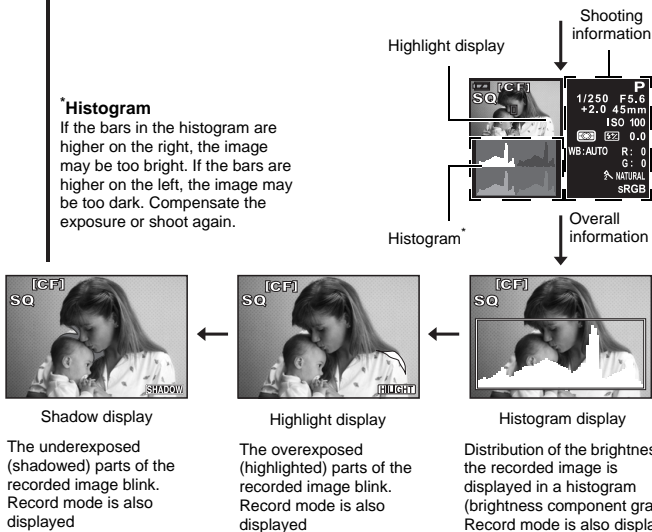 Shooting
information
Highlight display
[CF]
SQ
P
1/250 F5.6
+2.0 45mm
ISO 100
0.0
WB:AUTO R: 0
G: 0
NATURAL
sRGB
*Histogram
If the bars in the histogram are
higher on the right, the image
may be too bright. If the bars are
higher on the left, the image may
be too dark. Compensate the
exposure or shoot again.
Histogram*
Overall
information
[CF]
SQ
SHADOW
Shadow display
The underexposed
(shadowed) parts of the
recorded image blink.
Record mode is also
displayed
[CF]
SQ
HILIGHT
Highlight display
The overexposed
(highlighted) parts of the
recorded image blink.
Record mode is also
displayed
[CF]
SQ
Histogram display
Distribution of the brightnes
the recorded image is
displayed in a histogram
(brightness component gra
Record mode is also displa